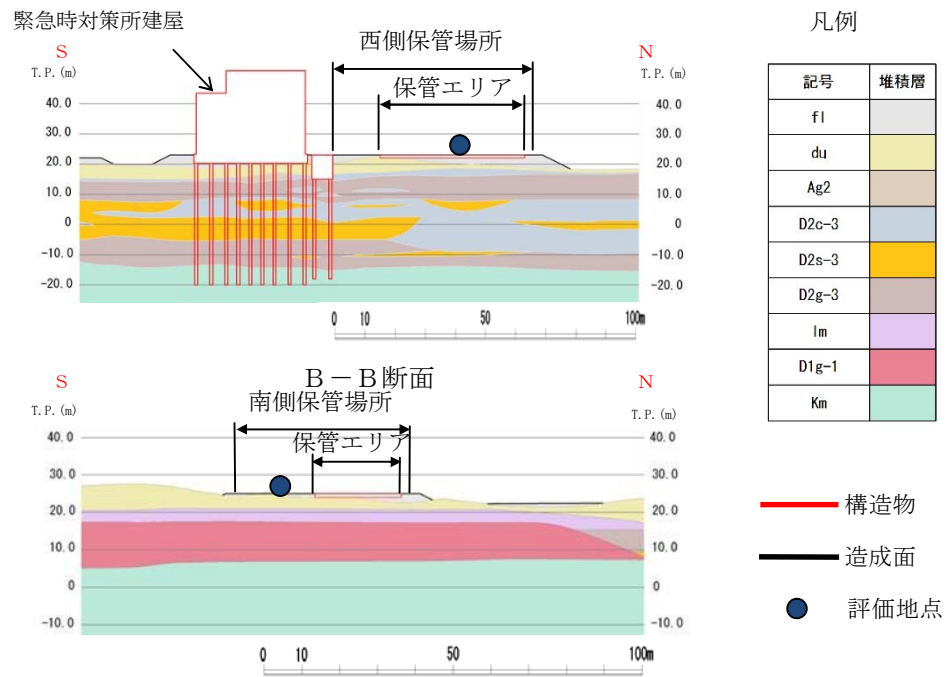 緊急時対策所建屋
S
西側保管場所
N
T.P.(m)
保管エリア
T.P.(m)
40.0
40.0
30.0
30.0
20.0
20.0
10.0
10.0
0
0
-10.0
-10.0
-20.0
-20.0
0 10 50 100m
B－B断面
S
N
南側保管場所
T.P.(m)
T.P.(m)
保管エリア
40.0
40.0
30.0
30.0
20.0
20.0
10.0
10.0
0
0
-10.0
-10.0
0 10 50 100m
凡例
記号 堆積層
fl
du
Ag2
D2c-3
D2s-3
D2g-3
lm
D1g-1
Km
構造物
造成面
評価地点